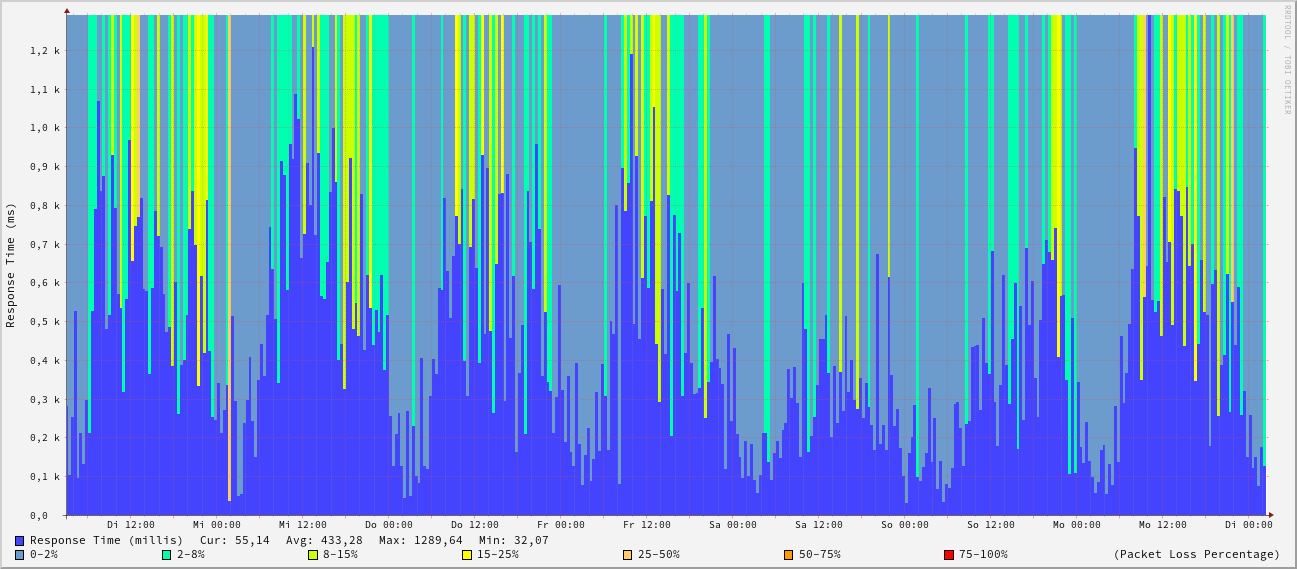 RRDTOOL / TOBI OETIKER
Response Time (ms)
1,2 k
1,1 k
1,0 k
0,9 k
0,8 k
0,7 k
0,6 k
0,5 k
0,4 k
0,3 k
0,2 k
0,1 k
0,0
Di 12:00 Mi 00:00 Mi 12:00 Do 00:00 Do 12:00 Fr 00:00 Fr 12:00 Sa 00:00 Sa 12:00 So 00:00 So 12:00 Mo 00:00 Mo 12:00 Di 00:00
Response Time (millis) Cur: 55,14 Avg: 433,28 Max: 1289,64 Min: 32,07
0-2% 2-8% 8-15% 15-25% 25-50% 50-75% 75-100% (Packet Loss Percentage)